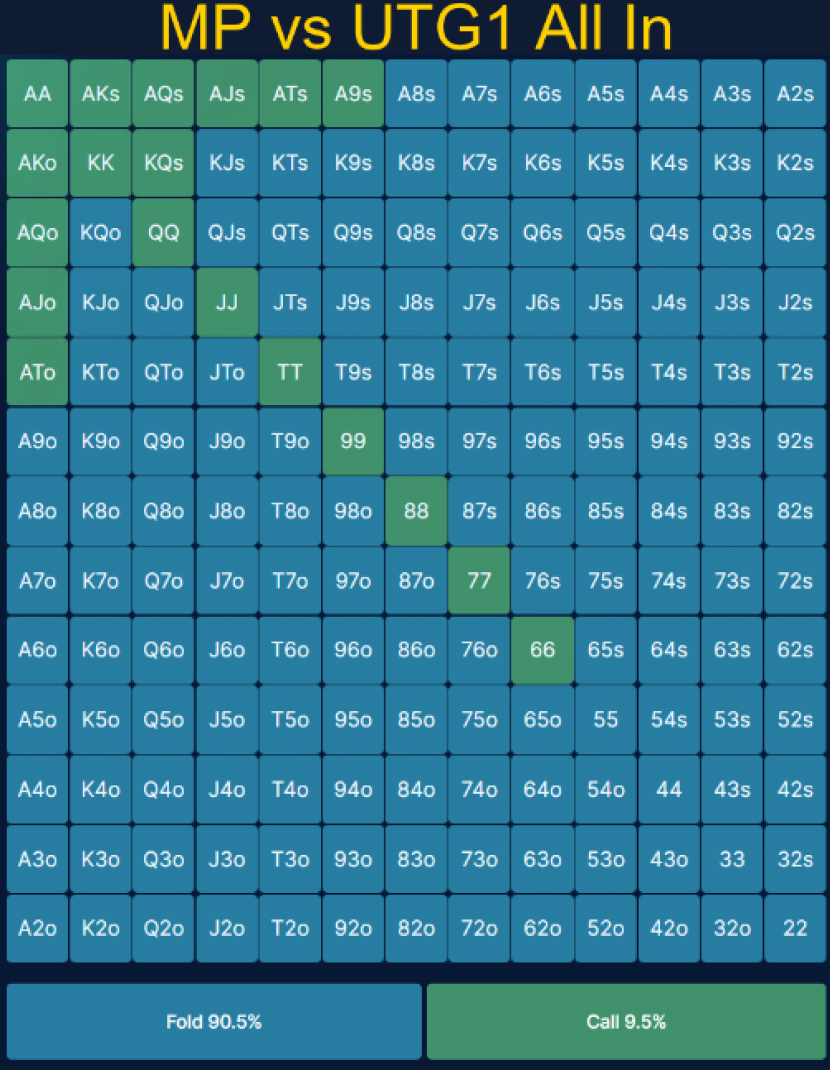 MP vs UTG1 All In
AA AKs AQs AJs ATs A9s A8s A7s A6s A5s A4s A3s A2s
AKo KK KQs KJs KTs K9s K8s K7s K6s K5s K4s K3s K2s
AQo KQo QQ QJs QTs Q9s Q8s Q7s Q6s Q5s Q4s Q3s Q2s
AJo KJo QJo JJ JTs J9s J8s J7s J6s J5s J4s J3s J2s
ATo KTo QTo JTo TT T9s T8s T7s T6s T5s T4s T3s T2s
A9o K9o Q9o J9o T9o 99 98s 97s 96s 95s 94s 93s 92s
A8o K8o Q8o J8o T8o 98o 88 87s 86s 85s 84s 83s 82s
A7o K7o Q7o J7o T7o 97o 87o 77 76s 75s 74s 73s 72s
A6o K6o Q6o J6o T6o 96o 86o 76o 66 65s 64s 63s 62s
A5o K5o Q5o J5o T5o 95o 85o 75o 65o 55 54s 53s 52s
A4o K4o Q4o J4o T4o 94o 84o 74o 64o 54o 44 43s 42s
A3o K3o Q3o J3o T3o 93o 83o 73o 63o 53o 43o 33 32s
A2o K2o Q2o J2o T2o 92o 82o 72o 62o 52o 42o 32o 22
Fold 90.5% Call 9.5%